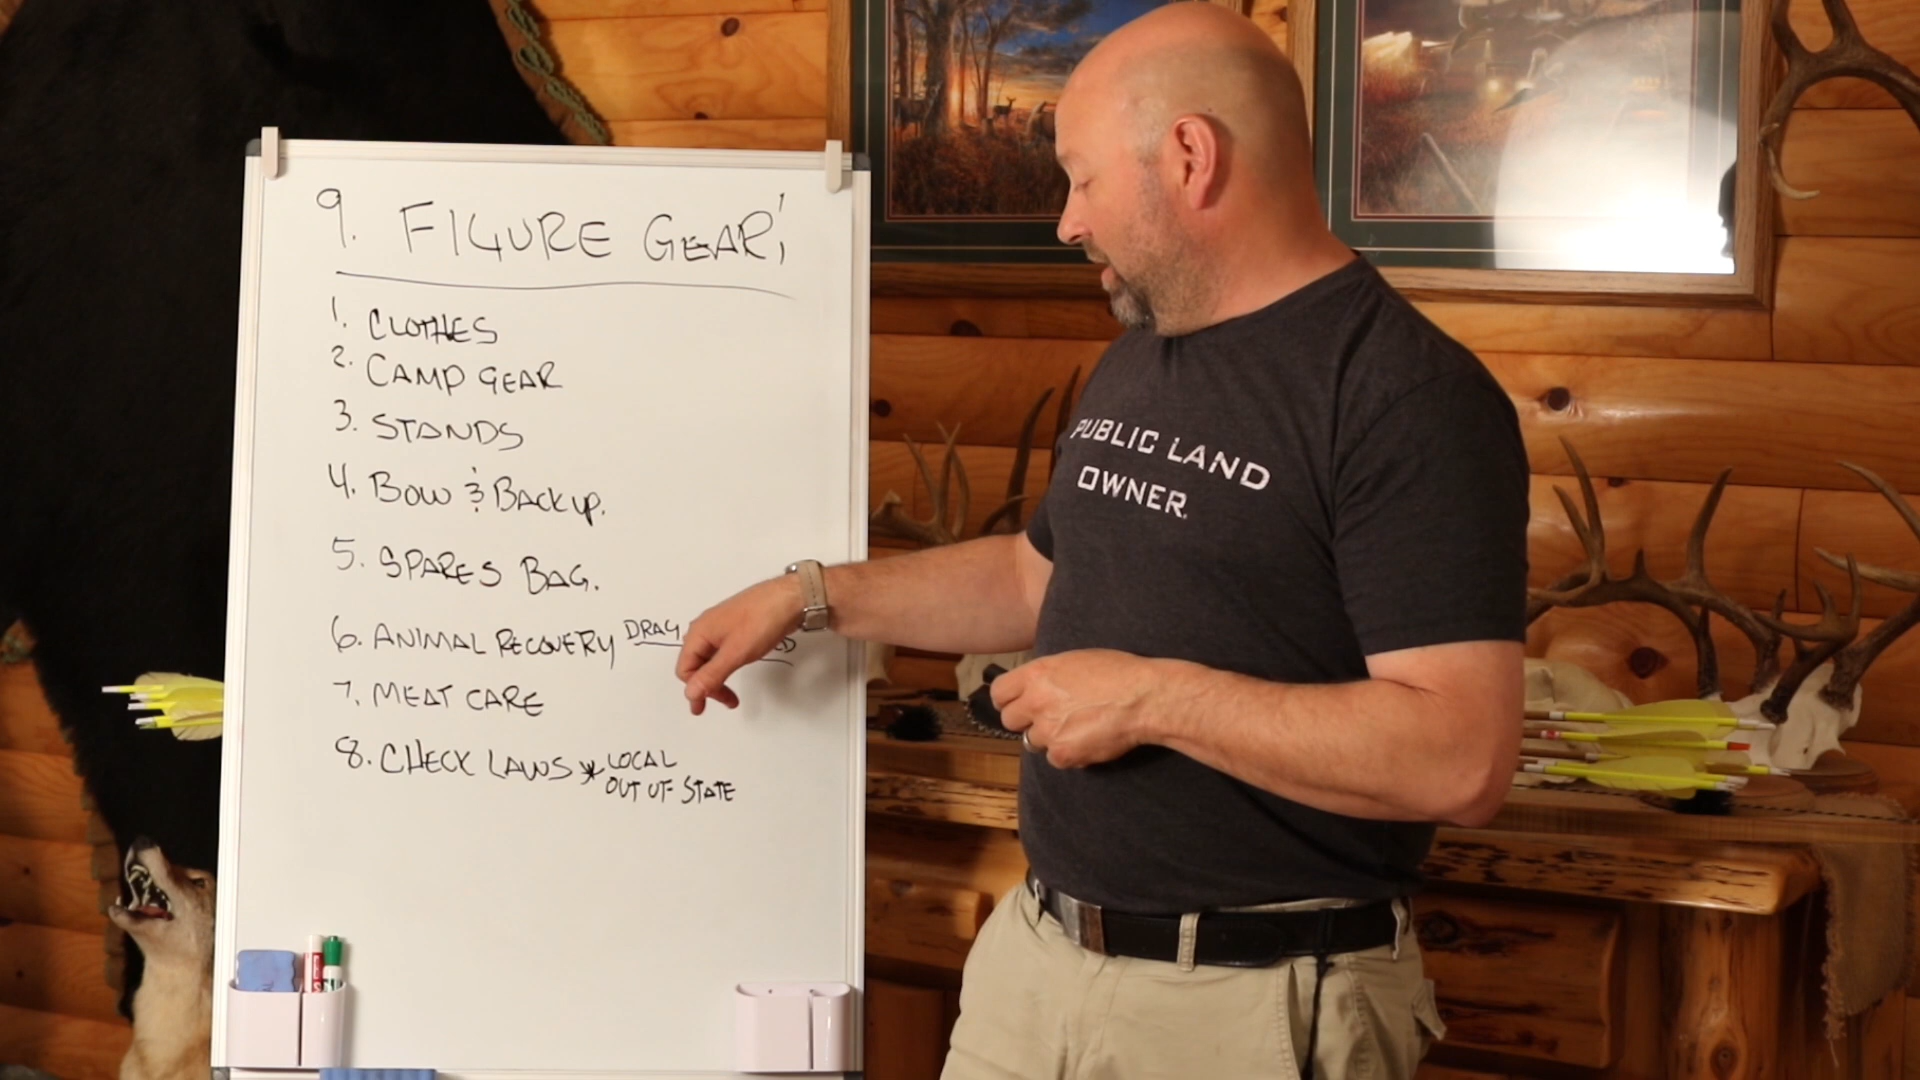 9. FIGURE GEAR!
1. CLOTHES
2. CAMP GEAR
3. STANDS
4. BOW & BACKUP.
5. SPARES BAG.
6. ANIMAL RECOVERY DRAG
7. MEAT CARE
8. CHECK LAWS * LOCAL
OUT OF STATE
PUBLIC LAND
OWNER.